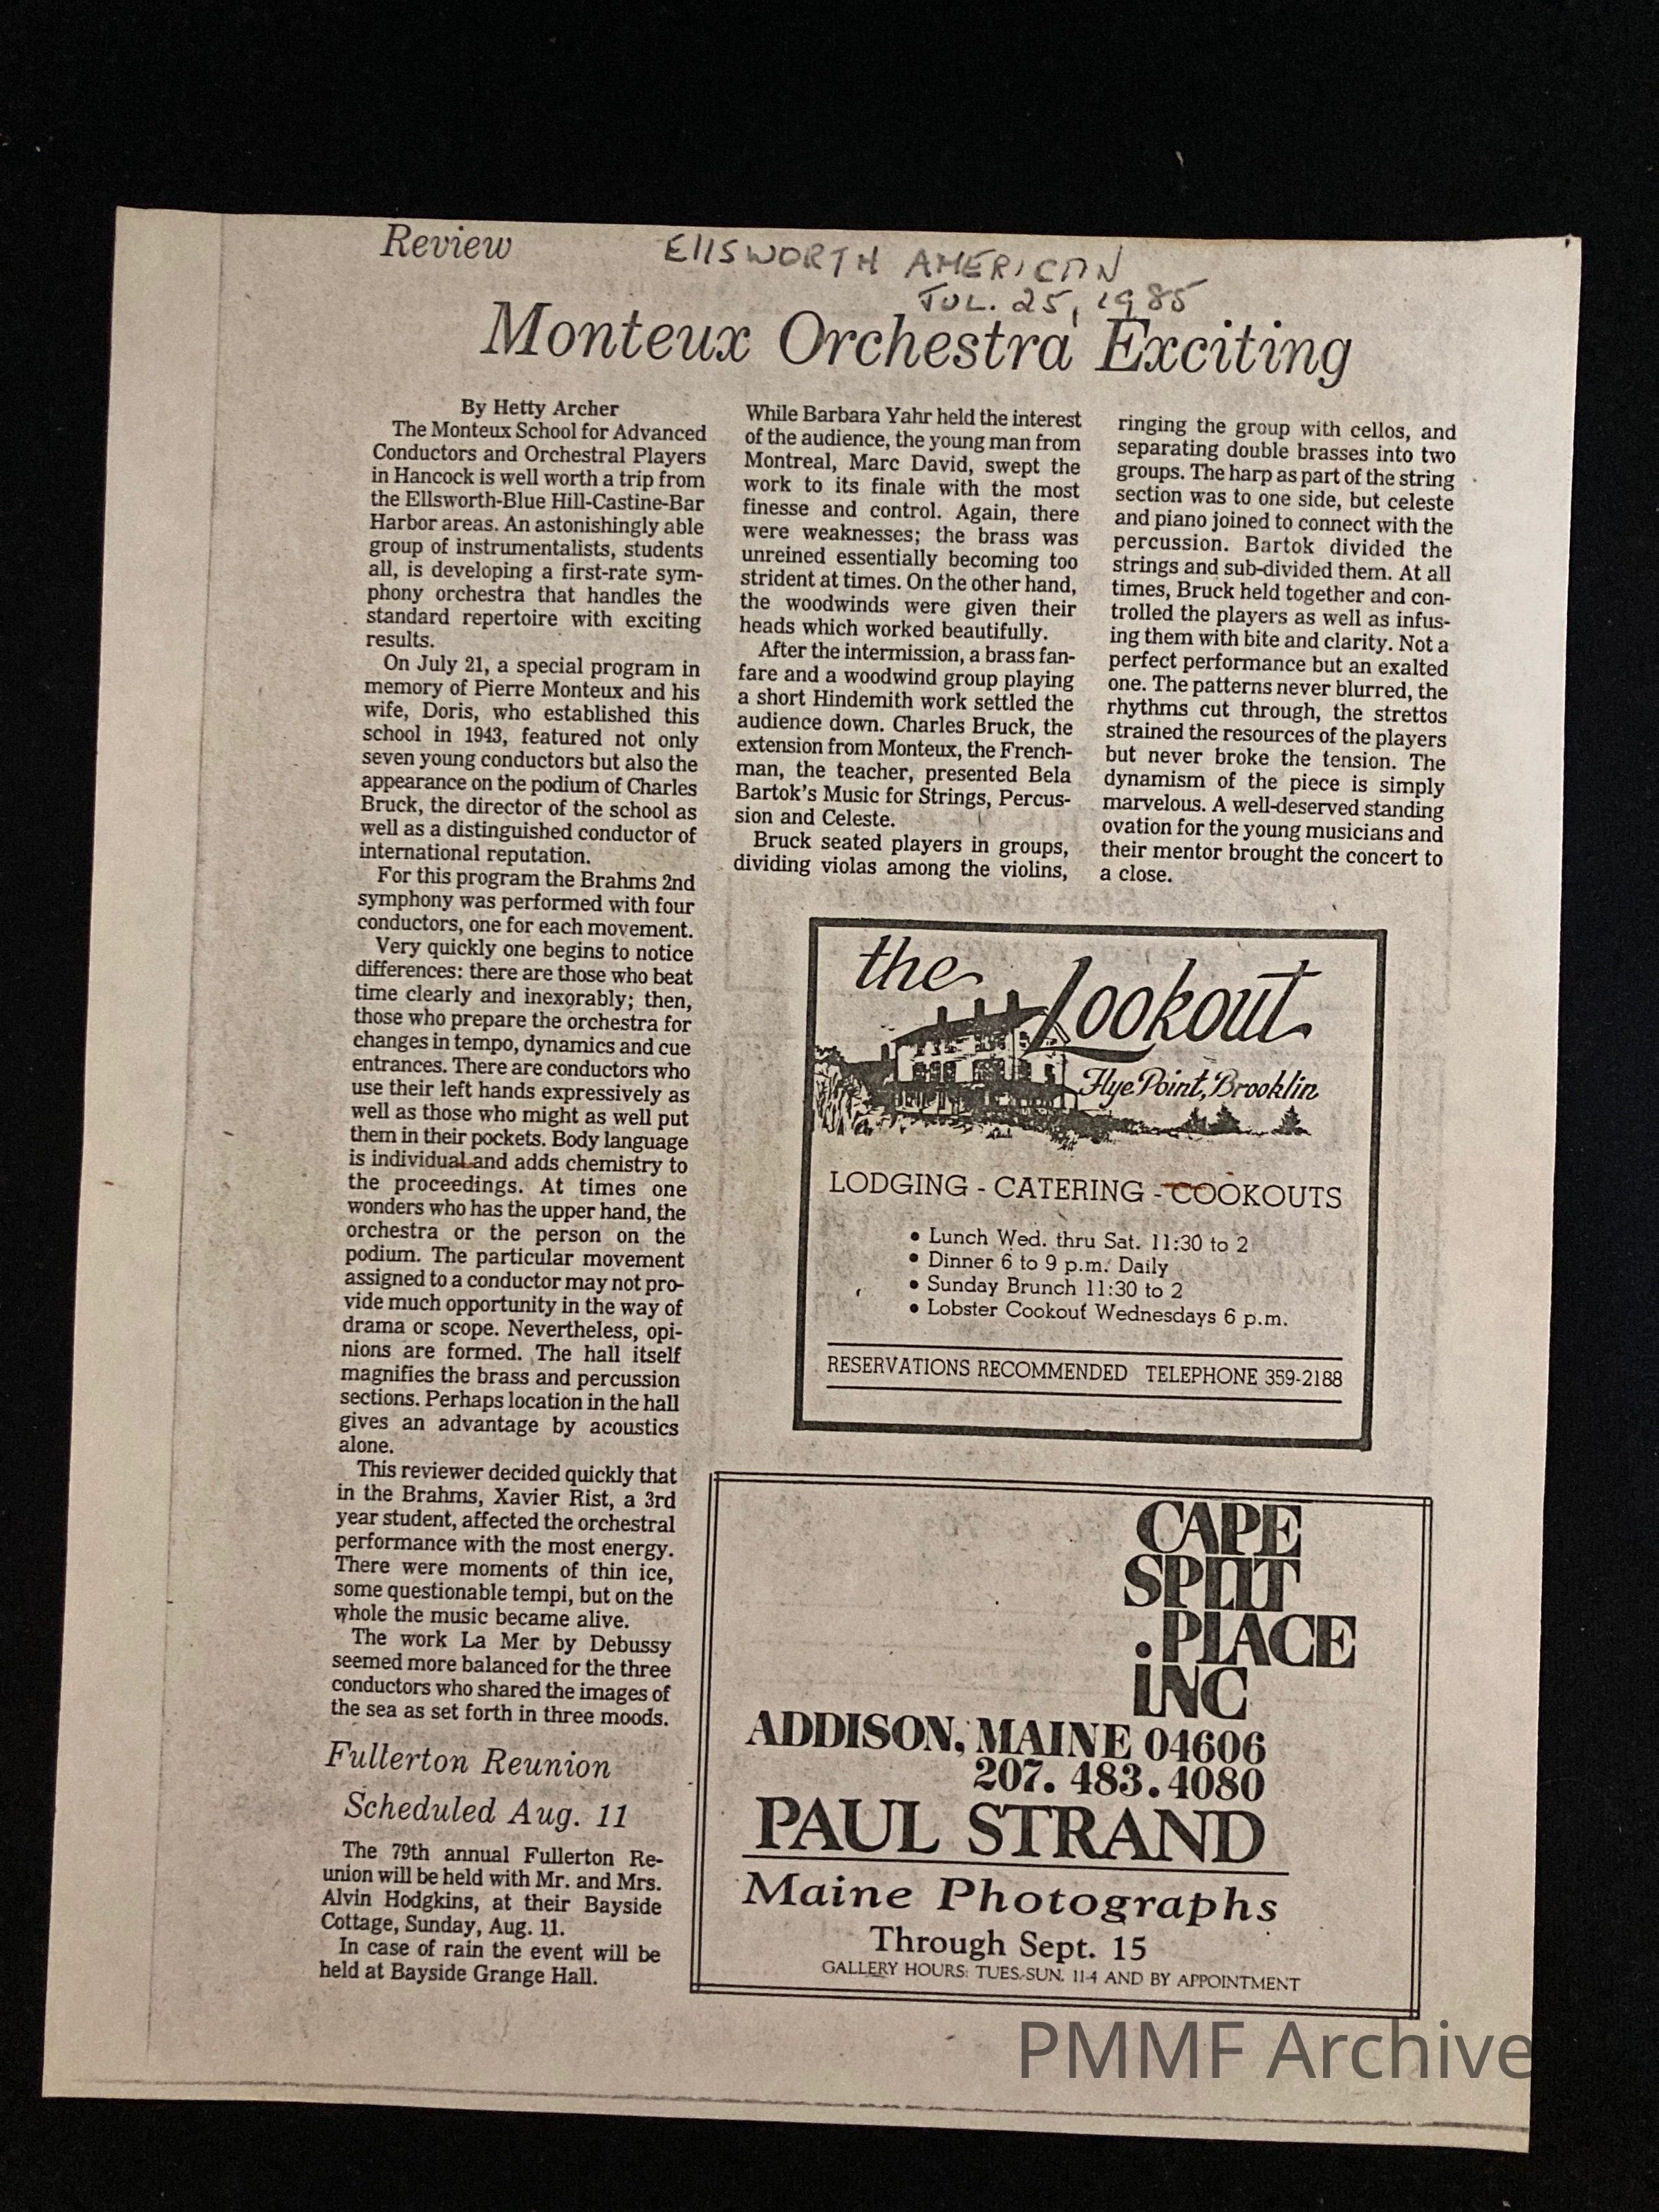 Review
Ellsworth American
Jul. 25, 1985
Monteux Orchestra Exciting
By Hetty Archer
The Monteux School for Advanced
Conductors and Orchestral Players
in Hancock is well worth a trip from
the Ellsworth-Blue Hill-Castine-Bar
Harbor areas. An astonishingly able
group of instrumentalists, students
all, is developing a first-rate sym-
phony orchestra that handles the
standard repertoire with exciting
results.
On July 21, a special program in
memory of Pierre Monteux and his
wife, Doris, who established this
school in 1943, featured not only
seven young conductors but also the
appearance on the podium of Charles
Bruck, the director of the school as
well as a distinguished conductor of
international reputation.
For this program the Brahms 2nd
symphony was performed with four
conductors, one for each movement.
Very quickly one begins to notice
differences: there are those who beat
time clearly and inexorably; then,
those who prepare the orchestra for
changes in tempo, dynamics and cue
entrances. There are conductors who
use their left hands expressively as
well as those who might as well put
them in their pockets. Body language
is individual and adds chemistry to
the proceedings. At times one
wonders who has the upper hand, the
orchestra or the person on the
podium. The particular movement
assigned to a conductor may not pro-
vide much opportunity in the way of
drama or scope. Nevertheless, opi-
nions are formed. The hall itself
magnifies the brass and percussion
sections. Perhaps location in the hall
gives an advantage by acoustics
alone.
This reviewer decided quickly that
in the Brahms, Xavier Rist, a 3rd
year student, affected the orchestral
performance with the most energy.
There were moments of thin ice,
some questionable tempi, but on the
whole the music became alive.
The work La Mer by Debussy
seemed more balanced for the three
conductors who shared the images of
the sea as set forth in three moods.
While Barbara Yahr held the interest
of the audience, the young man from
Montreal, Marc David, swept the
work to its finale with the most
finesse and control. Again, there
were weaknesses; the brass was
unreined essentially becoming too
strident at times. On the other hand,
the woodwinds were given their
heads which worked beautifully.
After the intermission, a brass fan-
fare and a woodwind group playing
a short Hindemith work settled the
audience down. Charles Bruck, the
extension from Monteux, the French-
man, the teacher, presented Bela
Bartok's Music for Strings, Percus-
sion and Celeste.
Bruck seated players in groups,
dividing violas among the violins,
ringing the group with cellos, and
separating double brasses into two
groups. The harp as part of the string
section was to one side, but celeste
and piano joined to connect with the
percussion. Bartok divided the
strings and sub-divided them. At all
times, Bruck held together and con-
trolled the players as well as infus-
ing them with bite and clarity. Not a
perfect performance but an exalted
one. The patterns never blurred, the
rhythms cut through, the strettos
strained the resources of the players
but never broke the tension. The
dynamism of the piece is simply
marvelous. A well-deserved standing
ovation for the young musicians and
their mentor brought the concert to
a close.
Fullerton Reunion
Scheduled Aug. 11
The 79th annual Fullerton Re-
union will be held with Mr. and Mrs.
Alvin Hodgkins, at their Bayside
Cottage, Sunday, Aug. 11.
In case of rain the event will be
held at Bayside Grange Hall.
the Lookout
Flye Point, Brooklin
LODGING - CATERING - COOKOUTS
• Lunch Wed. thru Sat. 11:30 to 2
• Dinner 6 to 9 p.m. Daily
• Sunday Brunch 11:30 to 2
• Lobster Cookout Wednesdays 6 p.m.
RESERVATIONS RECOMMENDED TELEPHONE 359-2188
CAPE
SPLIT
PLACE
INC
ADDISON, MAINE 04606
207. 483.4080
PAUL STRAND
Maine Photographs
Through Sept. 15
GALLERY HOURS: TUES.-SUN. 11-4 AND BY APPOINTMENT
PMMF Archive